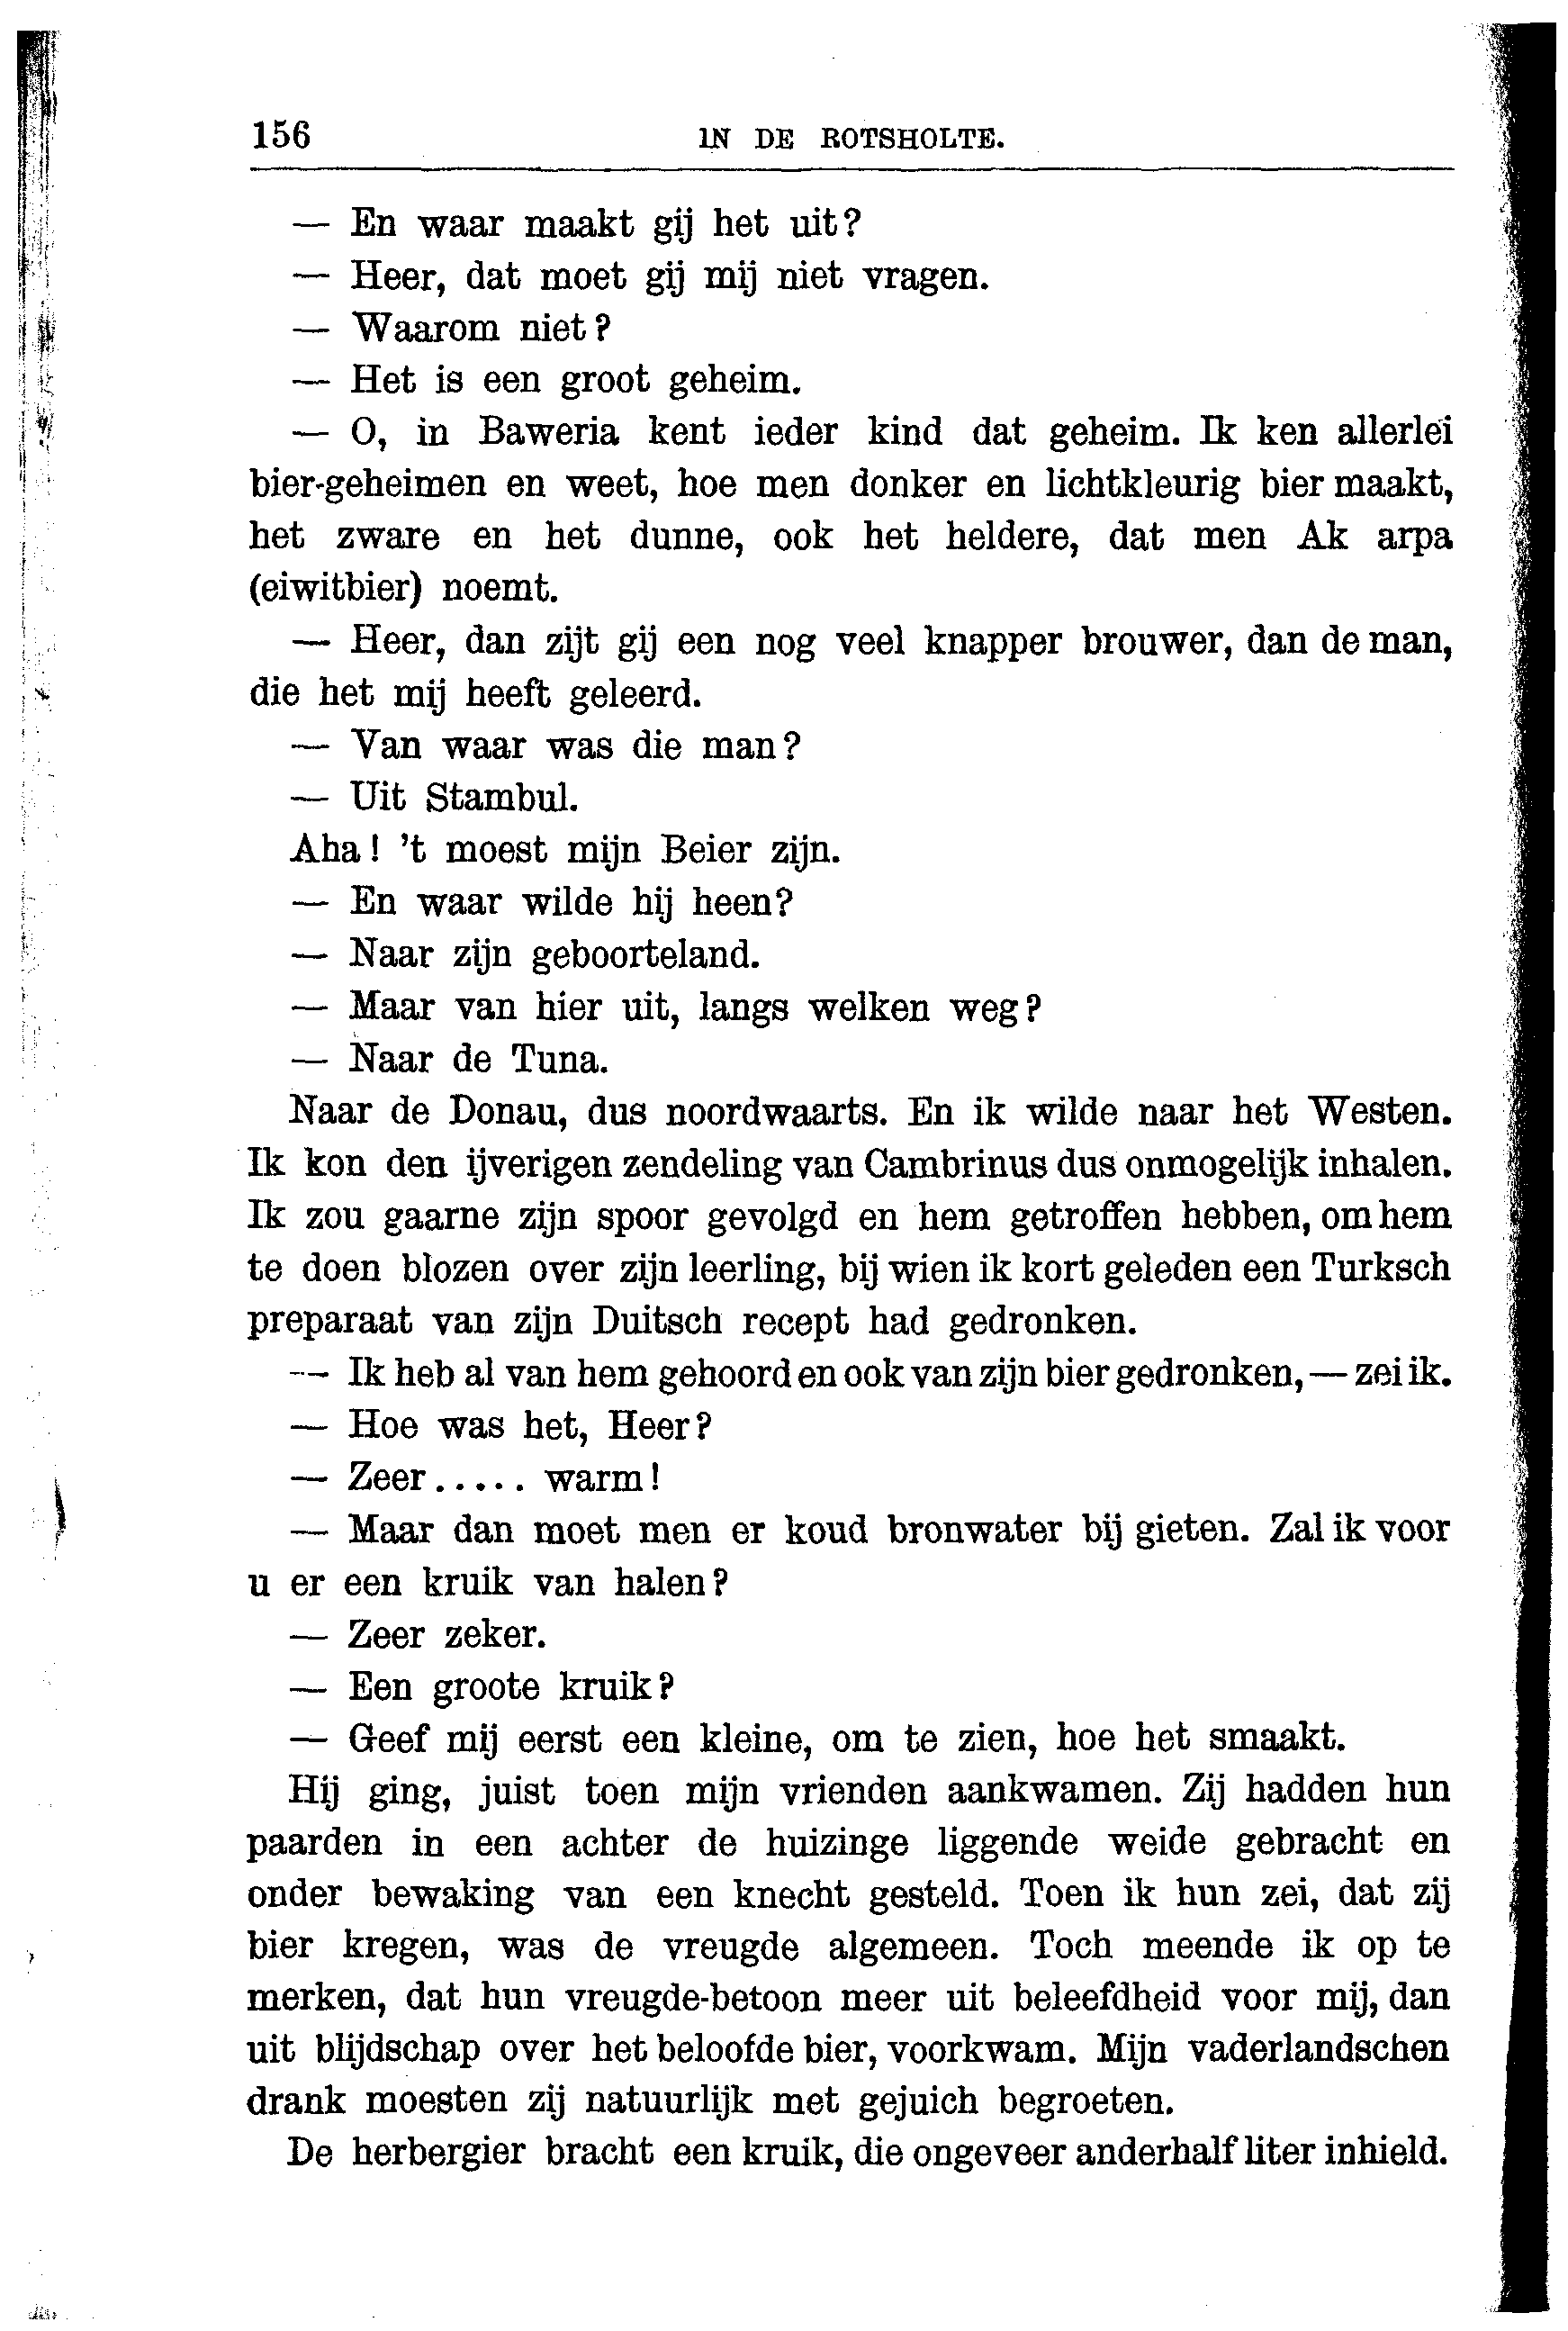 156
IN DE ROTSHOLTE.
— En waar maakt gij het uit?
— Heer, dat moet gij mij niet vragen.
— Waarom niet?
— Het is een groot geheim.
— O, in Baweria kent ieder kind dat geheim. Ik ken allerlei
bier-geheimen en weet, hoe men donker en lichtkleurig bier maakt,
het zware en het dunne, ook het heldere, dat men Ak arpa
(eiwitbier) noemt.
— Heer, dan zijt gij een nog veel knapper brouwer, dan de man,
die het mij heeft geleerd.
— Van waar was die man?
— Uit Stambul.
Aha! 't moest mijn Beier zijn.
— En waar wilde hij heen?
— Naar zijn geboorteland.
— Maar van hier uit, langs welken weg?
— Naar de Tuna.
Naar de Donau, dus noordwaarts. En ik wilde naar het Westen.
Ik kon den ijverigen zendeling van Cambrinus dus onmogelijk inhalen.
Ik zou gaarne zijn spoor gevolgd en hem getroffen hebben, om hem
te doen blozen over zijn leerling, bij wien ik kort geleden een Turksch
preparaat van zijn Duitsch recept had gedronken.
— Ik heb al van hem gehoord en ook van zijn bier gedronken, — zei ik.
— Hoe was het, Heer?
— Zeer..... warm!
— Maar dan moet men er koud bronwater bij gieten. Zal ik voor
u er een kruik van halen?
— Zeer zeker.
— Een groote kruik?
— Geef mij eerst een kleine, om te zien, hoe het smaakt.
Hij ging, juist toen mijn vrienden aankwamen. Zij hadden hun
paarden in een achter de huizinge liggende weide gebracht en
onder bewaking van een knecht gesteld. Toen ik hun zei, dat zij
bier kregen, was de vreugde algemeen. Toch meende ik op te
merken, dat hun vreugde-betoon meer uit beleefdheid voor mij, dan
uit blijdschap over het beloofde bier, voorkwam. Mijn vaderlandschen
drank moesten zij natuurlijk met gejuich begroeten.
De herbergier bracht een kruik, die ongeveer anderhalf liter inhield.